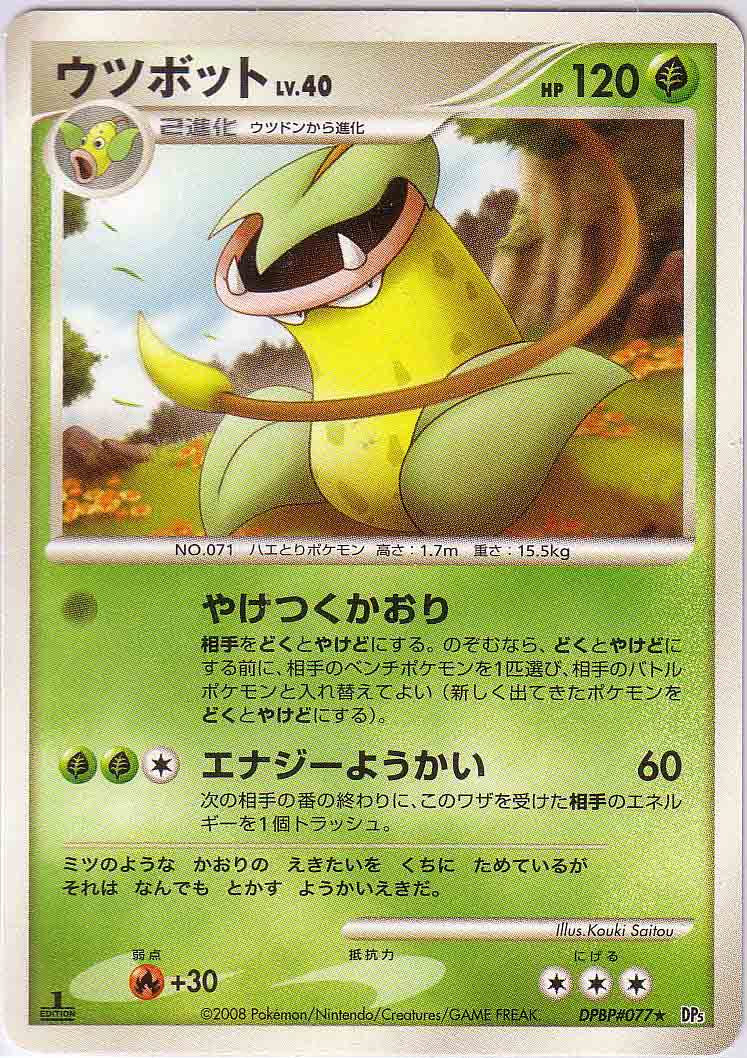 ウツボット LV.40
HP 120
2進化 ウツドンから進化
NO.071 ハエとりポケモン 高さ：1.7m 重さ：15.5kg
やけつくかおり
相手をどくとやけどにする。のぞむなら、どくとやけどに
する前に、相手のベンチポケモンを1匹選び、相手のバトル
ポケモンと入れ替えてよい（新しく出てきたポケモンを
どくとやけどにする）。
エナジーようかい 60
次の相手の番の終わりに、このワザを受けた相手のエネル
ギーを1個トラッシュ。
ミツのような かおりの えきたいを くちに ためているが
それは なんでも とかす ようかいえきだ。
Illus.Kouki Saitou
弱点 抵抗力 にげる
+30
1 EDITION
©2008 Pokémon/Nintendo/Creatures/GAME FREAK.
DPBP#077★ DP5